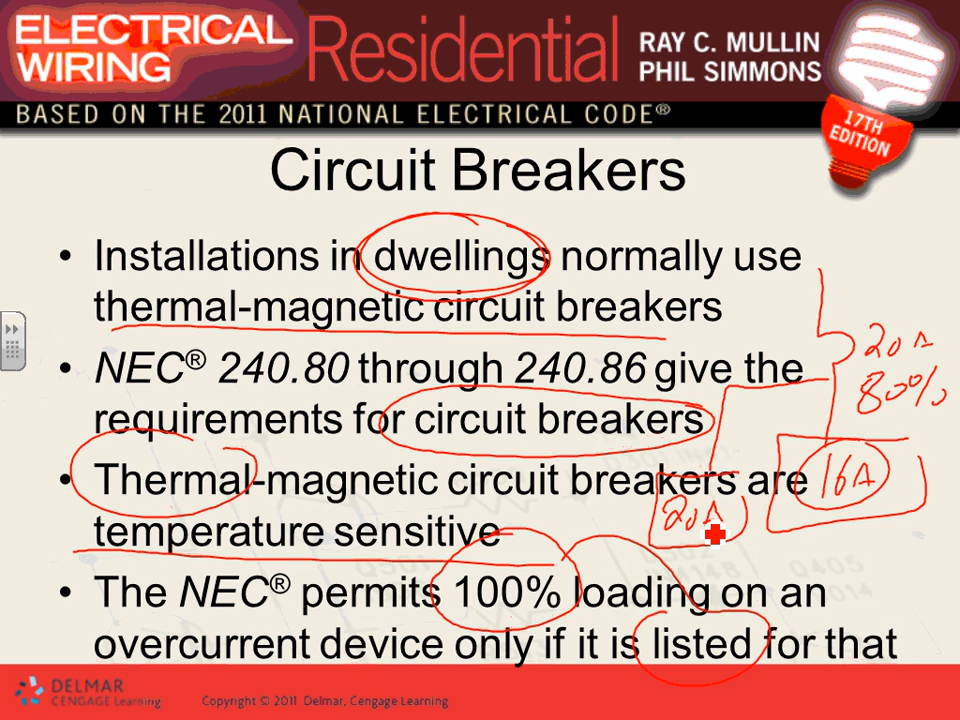 ELECTRICAL WIRING Residential RAY C. MULLIN PHIL SIMMONS
BASED ON THE 2011 NATIONAL ELECTRICAL CODE®
17TH EDITION
Circuit Breakers
• Installations in dwellings normally use
thermal-magnetic circuit breakers
• NEC® 240.80 through 240.86 give the
requirements for circuit breakers
• Thermal-magnetic circuit breakers are
temperature sensitive
• The NEC® permits 100% loading on an
overcurrent device only if it is listed for that
20A
80%
16A
20A
DELMAR
CENGAGE Learning
Copyright © 2011 Delmar, Cengage Learning